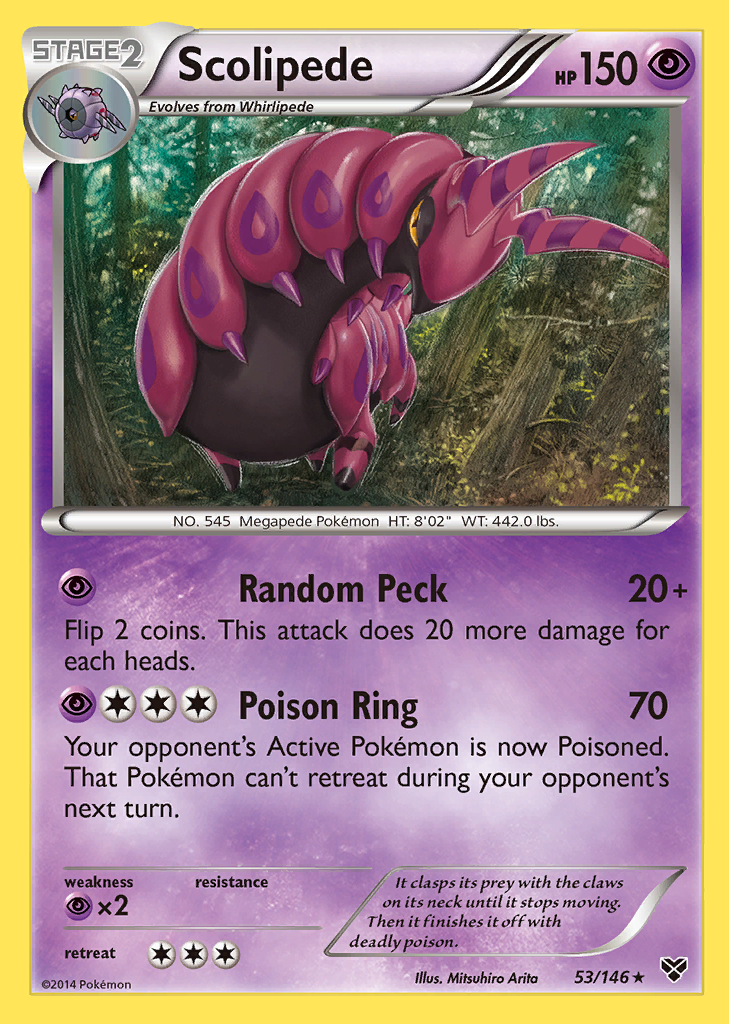 STAGE2
Scolipede
HP150
Evolves from Whirlipede
NO. 545 Megapede Pokémon HT: 8'02" WT: 442.0 lbs.
Random Peck 20+
Flip 2 coins. This attack does 20 more damage for
each heads.
Poison Ring 70
Your opponent's Active Pokémon is now Poisoned.
That Pokémon can't retreat during your opponent's
next turn.
weakness resistance
×2
retreat
It clasps its prey with the claws
on its neck until it stops moving.
Then it finishes it off with
deadly poison.
©2014 Pokémon
Illus. Mitsuhiro Arita 53/146★